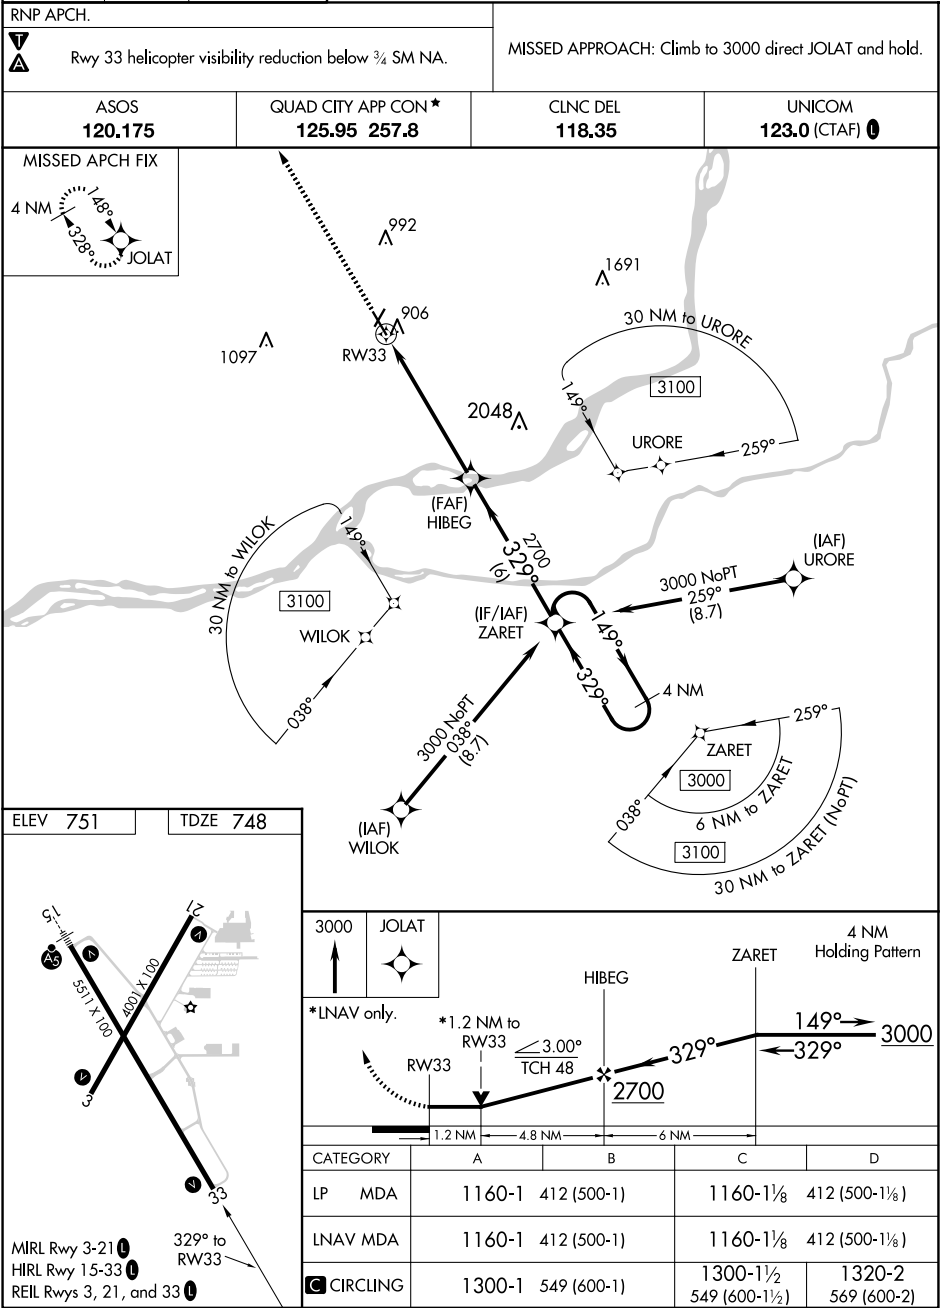 RNP APCH.
T
A
Rwy 33 helicopter visibility reduction below ¾ SM NA.
MISSED APPROACH: Climb to 3000 direct JOLAT and hold.
ASOS
120.175
QUAD CITY APP CON★
125.95 257.8
CLNC DEL
118.35
UNICOM
123.0 (CTAF) L
MISSED APCH FIX
4 NM
148°
328°
JOLAT
992
1691
906
1097
RW33
30 NM to URORE
3100
149°
2048
URORE
259°
(FAF)
HIBEG
30 NM to WILOK
149°
3100
WILOK
038°
2700
329°
(6)
(IAF)
URORE
3000 NoPT
259°
(8.7)
(IF/IAF)
ZARET
149°
329°
4 NM
3000 NoPT
038°
(8.7)
(IAF)
WILOK
259°
ZARET
3000
038°
6 NM to ZARET
3100
30 NM to ZARET (NoPT)
ELEV 751
TDZE 748
15
21
A5
V
V
5511 X 100
4001 X 100
V
3
V
33
329° to
RW33
MIRL Rwy 3-21 L
HIRL Rwy 15-33 L
REIL Rwys 3, 21, and 33 L
3000
JOLAT
4 NM
Holding Pattern
ZARET
HIBEG
*LNAV only.
*1.2 NM to
RW33
RW33
3.00°
TCH 48
329°
149°
329°
3000
2700
1.2 NM
4.8 NM
6 NM
CATEGORY A B C D
LP MDA 1160-1 412 (500-1) 1160-1⅛ 412 (500-1⅛)
LNAV MDA 1160-1 412 (500-1) 1160-1⅛ 412 (500-1⅛)
C CIRCLING 1300-1 549 (600-1) 1300-1½ 549 (600-1½) 1320-2 569 (600-2)